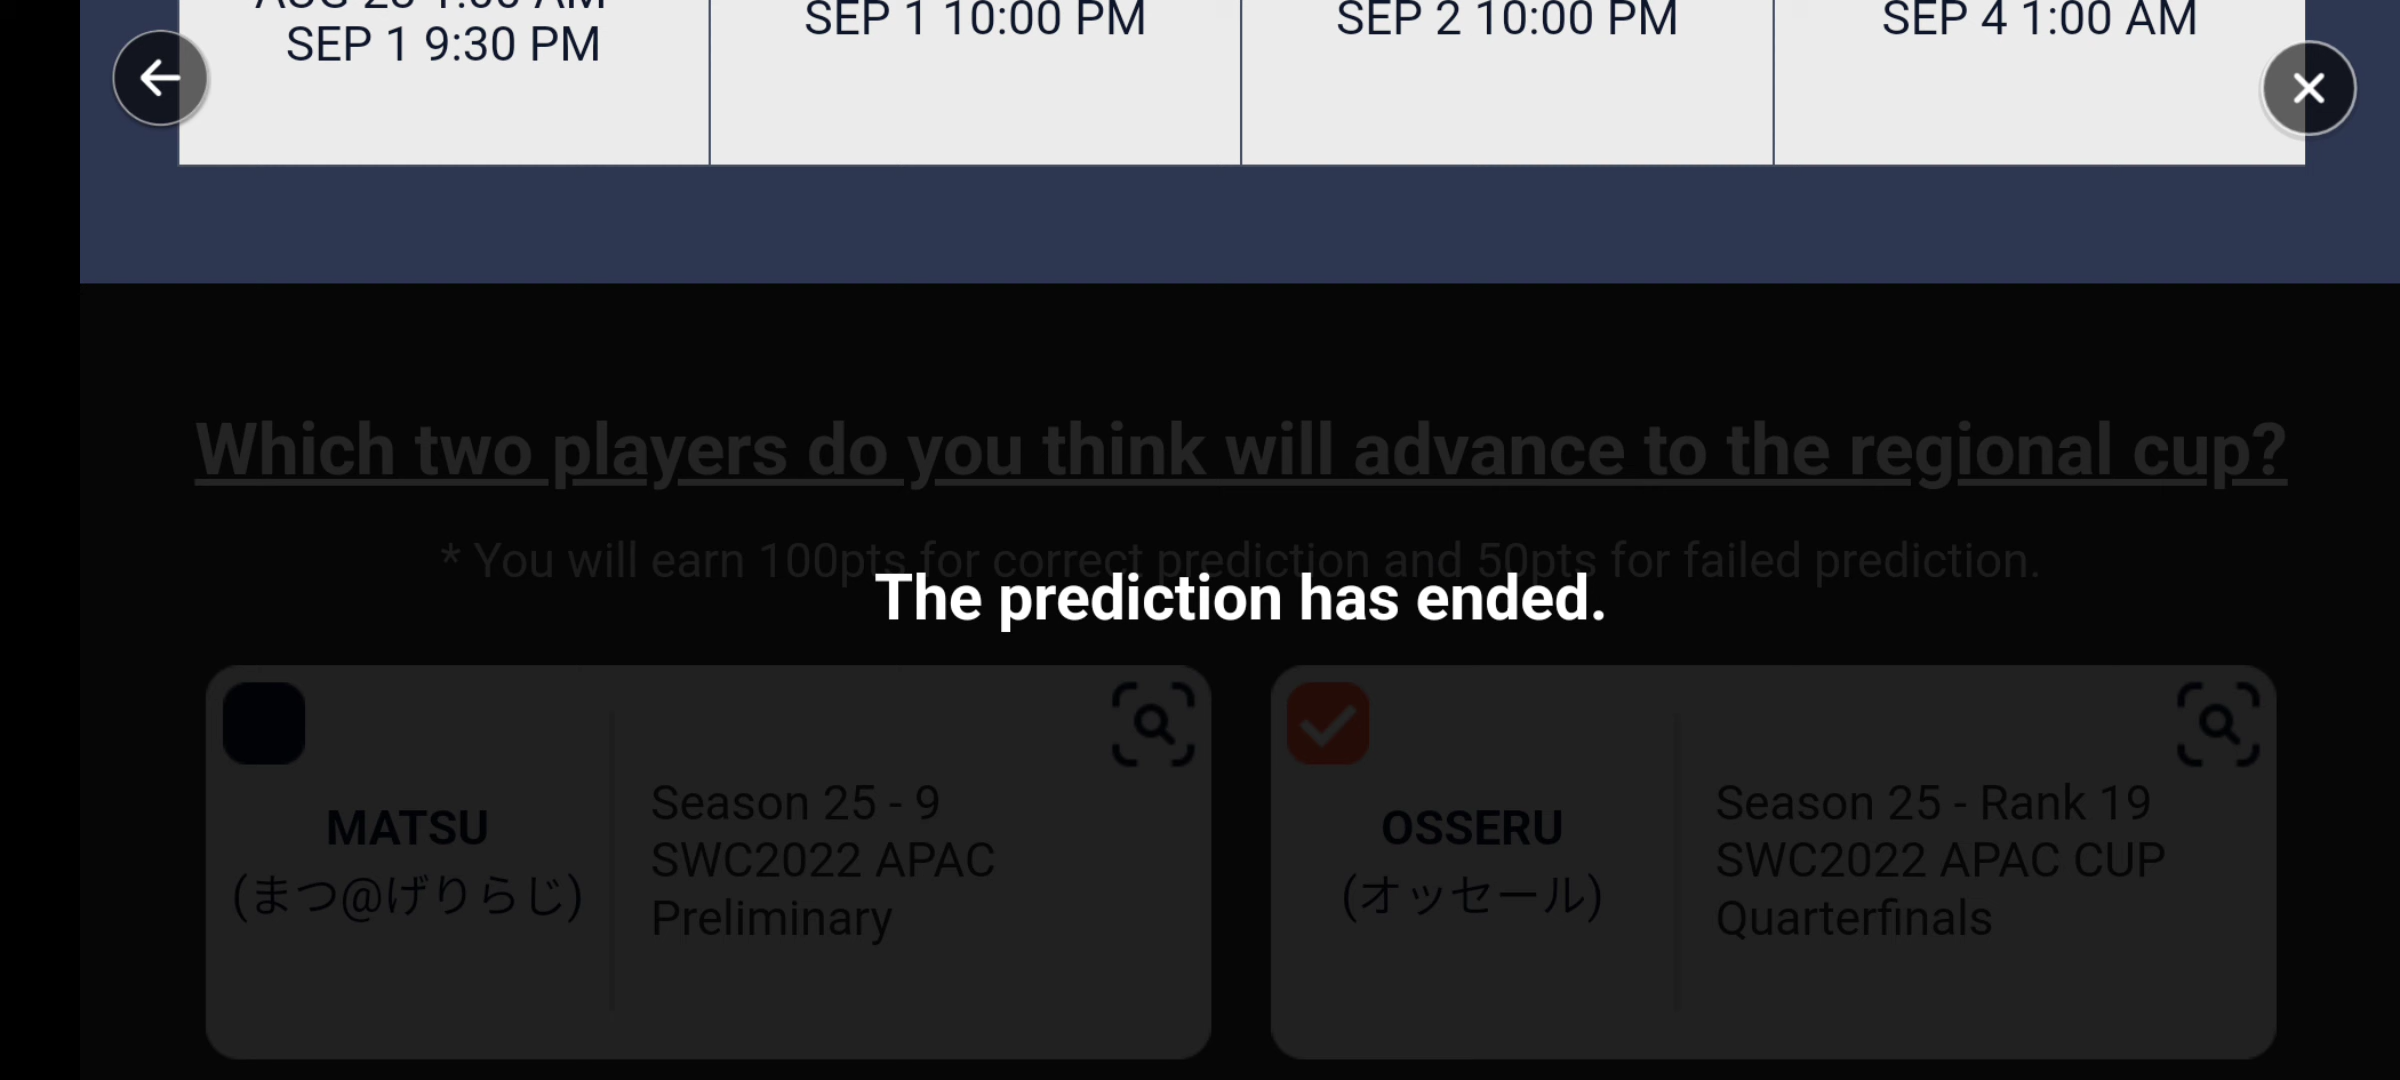 SEP 1 9:30 PM
SEP 1 10:00 PM
SEP 2 10:00 PM
SEP 4 1:00 AM
Which two players do you think will advance to the regional cup?
* You will earn 100pts for correct prediction and 50pts for failed prediction.
The prediction has ended.
MATSU
(まつ@げりらじ)
Season 25 - 9
SWC2022 APAC
Preliminary
OSSERU
(オッセール)
Season 25 - Rank 19
SWC2022 APAC CUP
Quarterfinals